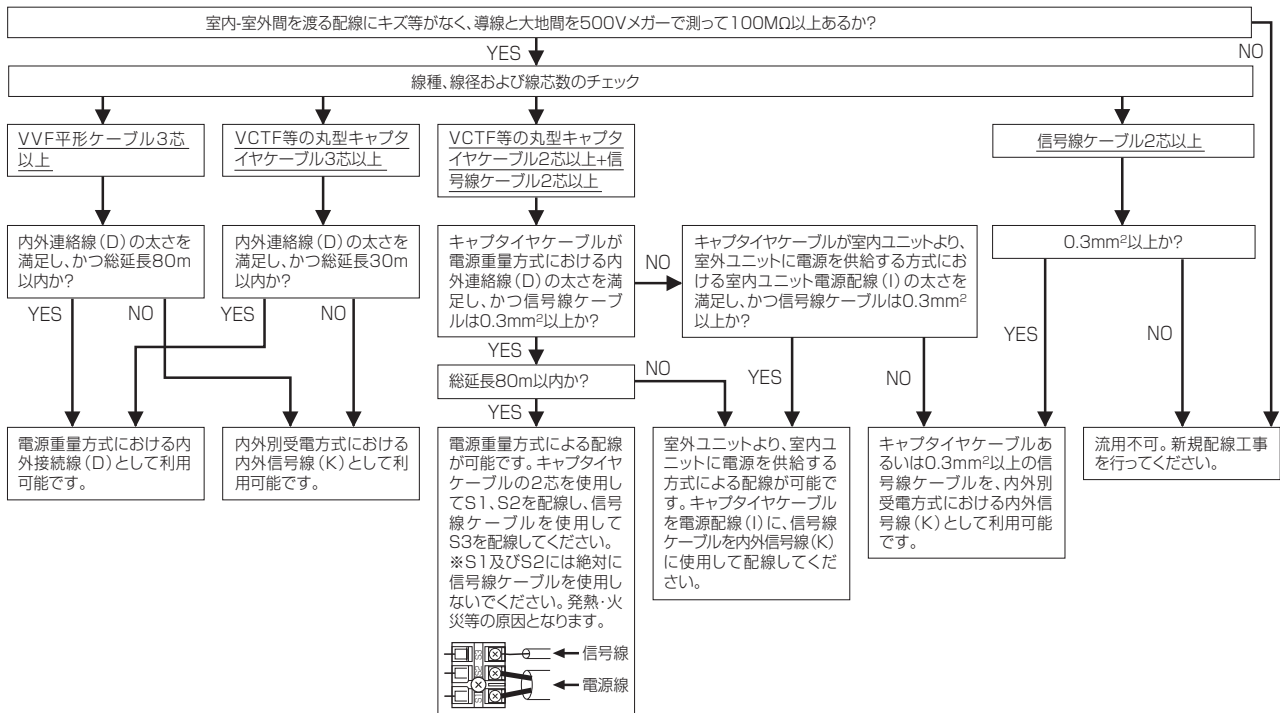 室内-室外間を渡る配線にキズ等がなく、導線と大地間を500Vメガーで測って100MΩ以上あるか?
YES
NO
線種、線径および線芯数のチェック
VVF平形ケーブル3芯
以上
VCTF等の丸型キャプタ
イヤケーブル3芯以上
VCTF等の丸型キャプタ
イヤケーブル2芯以上+信
号線ケーブル2芯以上
信号線ケーブル2芯以上
内外連絡線(D)の太さを
満足し、かつ総延長80m
以内か?
内外連絡線(D)の太さを
満足し、かつ総延長30m
以内か?
キャプタイヤケーブルが
電源重量方式における内
外連絡線(D)の太さを満
足し、かつ信号線ケーブ
ルは0.3mm²以上か?
NO
キャプタイヤケーブルが室内ユニットより、
室外ユニットに電源を供給する方式にお
ける室内ユニット電源配線(I)の太さを
満足し、かつ信号線ケーブルは0.3mm²
以上か?
0.3mm²以上か?
YES
NO
YES
NO
YES
総延長80m以内か?
NO
YES
YES
NO
YES
NO
電源重量方式における内
外接続線(D)として利用
可能です。
内外別受電方式における
内外信号線(K)として利
用可能です。
電源重量方式による配線
が可能です。キャプタイヤ
ケーブルの2芯を使用し
てS1、S2を配線し、信号
線ケーブルを使用して
S3を配線してください。
※S1及びS2には絶対に
信号線ケーブルを使用し
ないでください。発熱・火
災等の原因となります。
S3
S2
S1
信号線
電源線
室外ユニットより、室内ユ
ニットに電源を供給する
方式による配線が可能で
す。キャプタイヤケーブル
を電源配線(I)に、信号線
ケーブルを内外信号線(K)
に使用して配線してくだ
さい。
キャプタイヤケーブルあ
るいは0.3mm²以上の信
号線ケーブルを、内外別
受電方式における内外信
号線(K)として利用可能
です。
流用不可。新規配線工事
を行ってください。